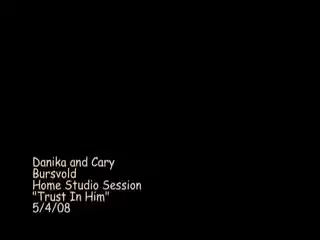 Danika and Cary
Bursvold
Home Studio Session
"Trust In Him"
5/4/08